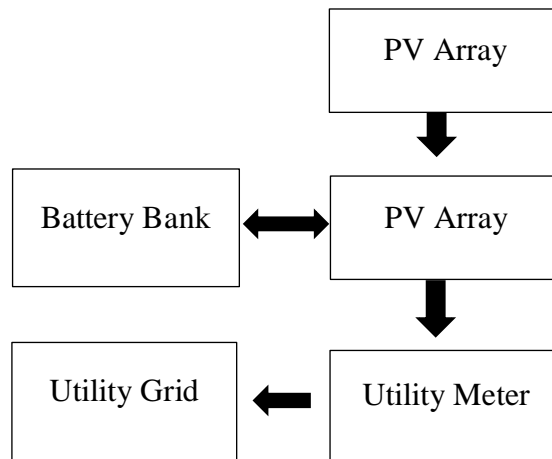 PV Array
Battery Bank
PV Array
Utility Grid
Utility Meter